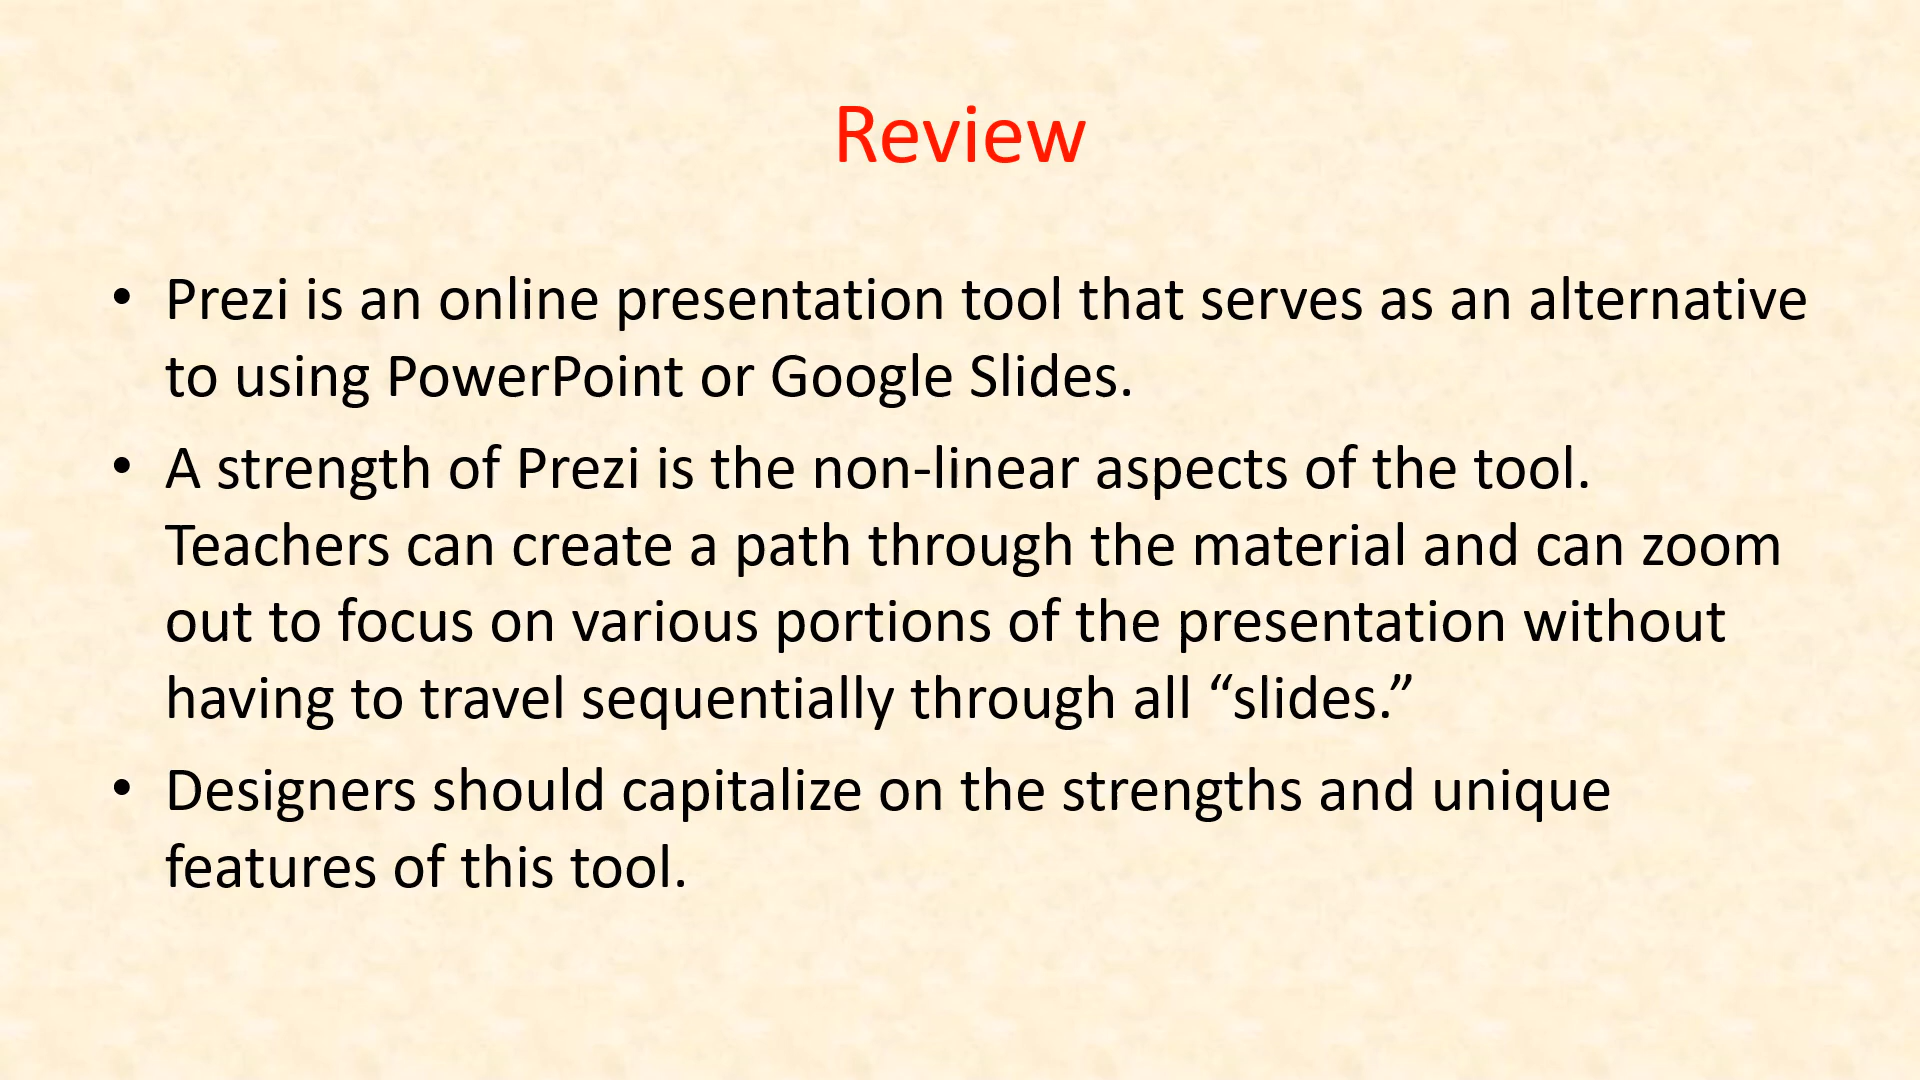 Review
• Prezi is an online presentation tool that serves as an alternative
to using PowerPoint or Google Slides.
• A strength of Prezi is the non-linear aspects of the tool.
Teachers can create a path through the material and can zoom
out to focus on various portions of the presentation without
having to travel sequentially through all “slides.”
• Designers should capitalize on the strengths and unique
features of this tool.